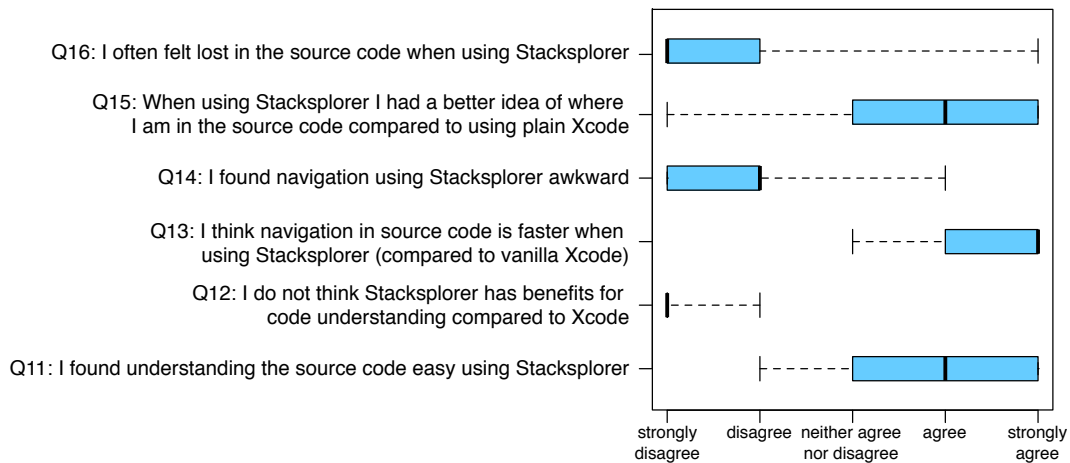 Q16: I often felt lost in the source code when using Stacksplorer
Q15: When using Stacksplorer I had a better idea of where
I am in the source code compared to using plain Xcode
Q14: I found navigation using Stacksplorer awkward
Q13: I think navigation in source code is faster when
using Stacksplorer (compared to vanilla Xcode)
Q12: I do not think Stacksplorer has benefits for
code understanding compared to Xcode
Q11: I found understanding the source code easy using Stacksplorer
strongly
disagree
disagree
neither agree
nor disagree
agree
strongly
agree